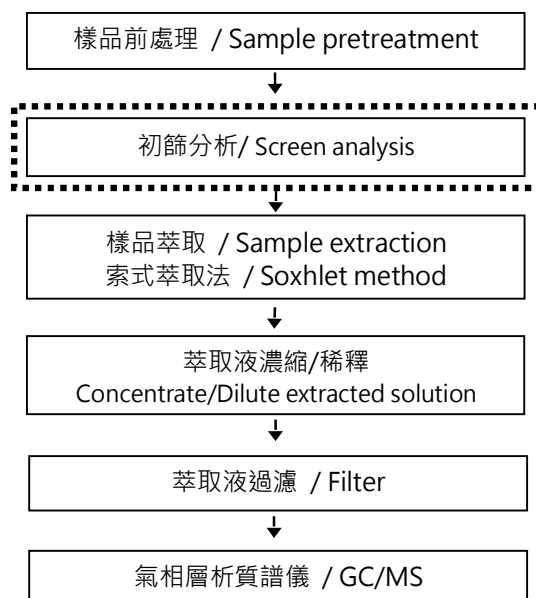 樣品前處理 / Sample pretreatment
初篩分析/ Screen analysis
樣品萃取 / Sample extraction
索式萃取法 / Soxhlet method
萃取液濃縮/稀釋
Concentrate/Dilute extracted solution
萃取液過濾 / Filter
氣相層析質譜儀 / GC/MS